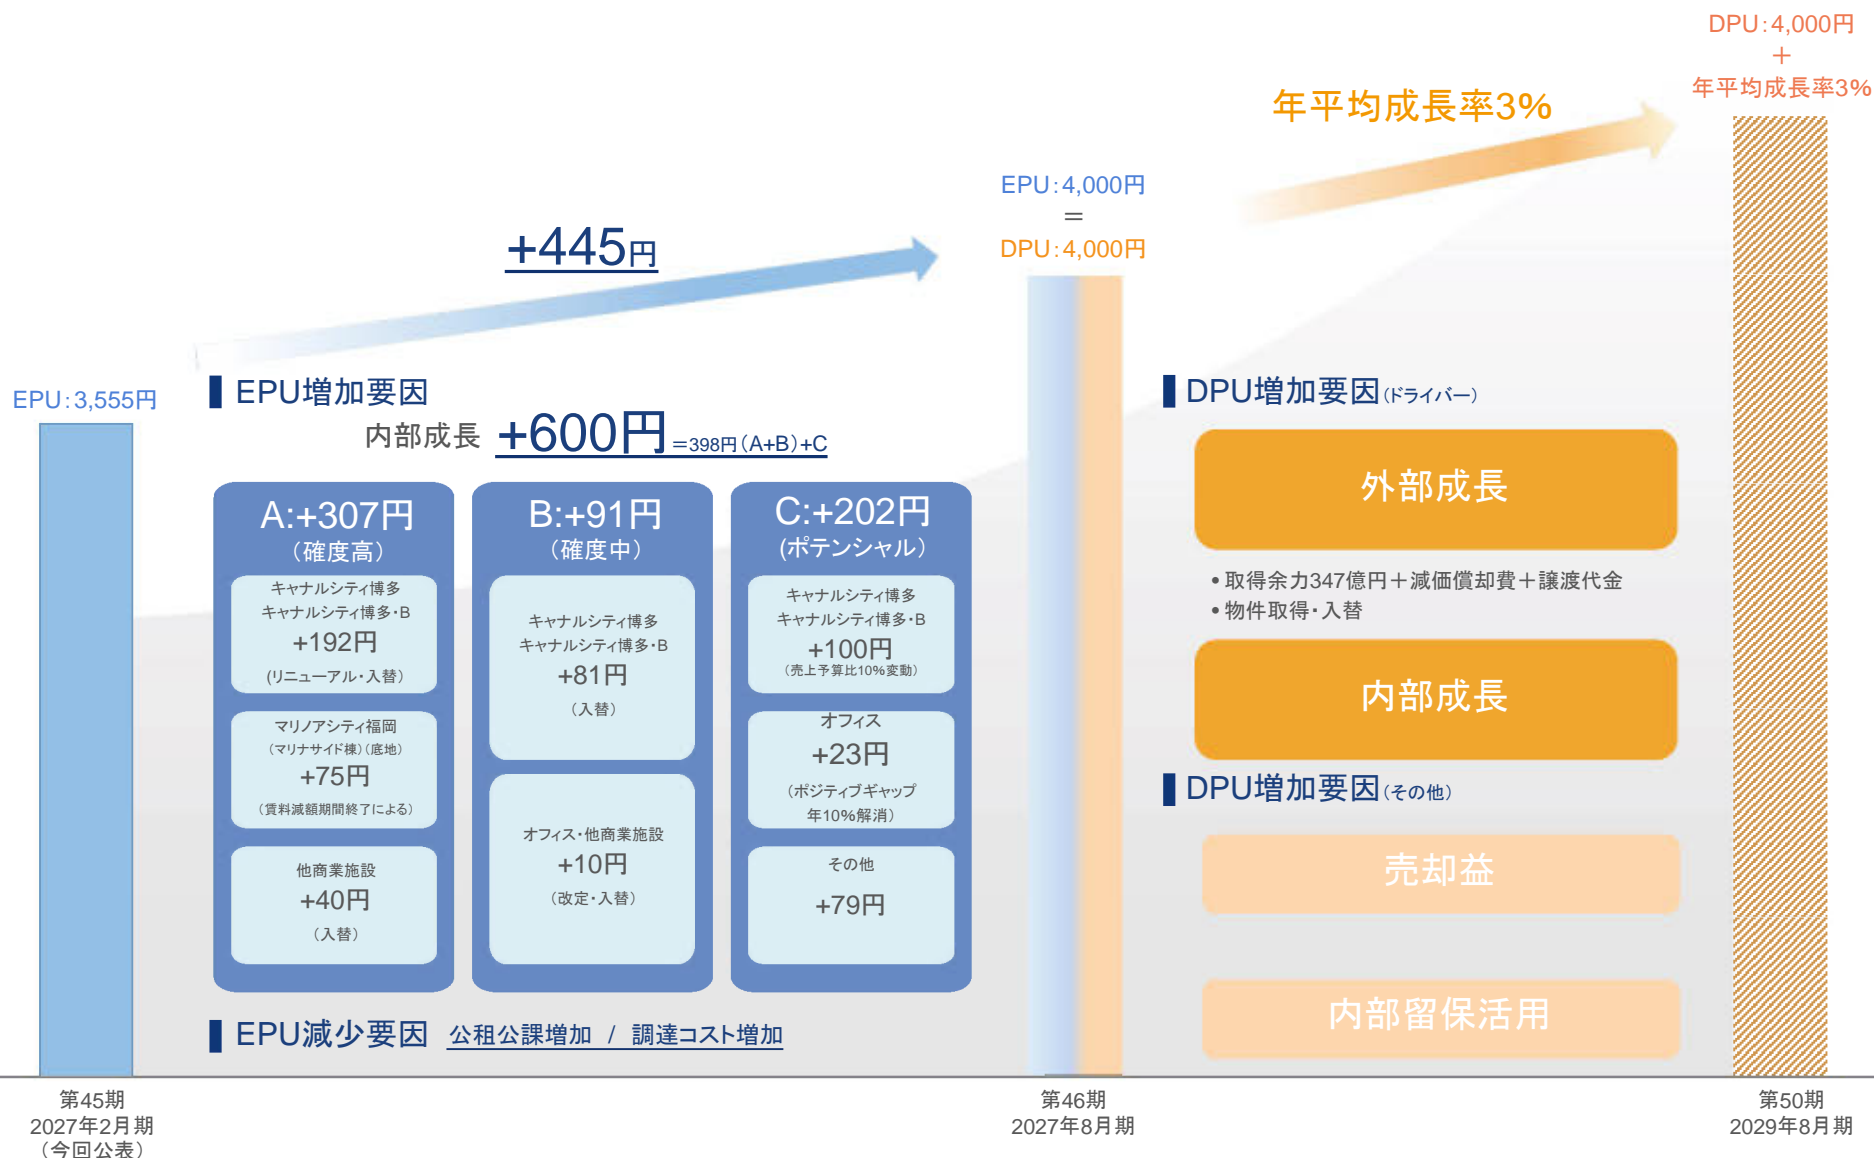 DPU：4,000円
＋
年平均成長率3%
年平均成長率3%
EPU：4,000円
＝
DPU：4,000円
+445円
EPU：3,555円
EPU増加要因
内部成長 +600円＝398円（A+B）+C
A:+307円
（確度高）
キャナルシティ博多
キャナルシティ博多・B
+192円
(リニューアル・入替）
マリノアシティ福岡
（マリナサイド棟）（底地）
+75円
（賃料減額期間終了による）
他商業施設
+40円
（入替）
B:+91円
（確度中）
キャナルシティ博多
キャナルシティ博多・B
+81円
（入替）
オフィス・他商業施設
+10円
（改定・入替）
C:+202円
(ポテンシャル）
キャナルシティ博多
キャナルシティ博多・B
+100円
（売上予算比10%変動）
オフィス
+23円
（ポジティブギャップ
年10%解消）
その他
+79円
EPU減少要因 公租公課増加 / 調達コスト増加
DPU増加要因（ドライバー）
外部成長
• 取得余力347億円＋減価償却費＋譲渡代金
• 物件取得・入替
内部成長
DPU増加要因（その他）
売却益
内部留保活用
第45期
2027年2月期
（今回公表）
第46期
2027年8月期
第50期
2029年8月期